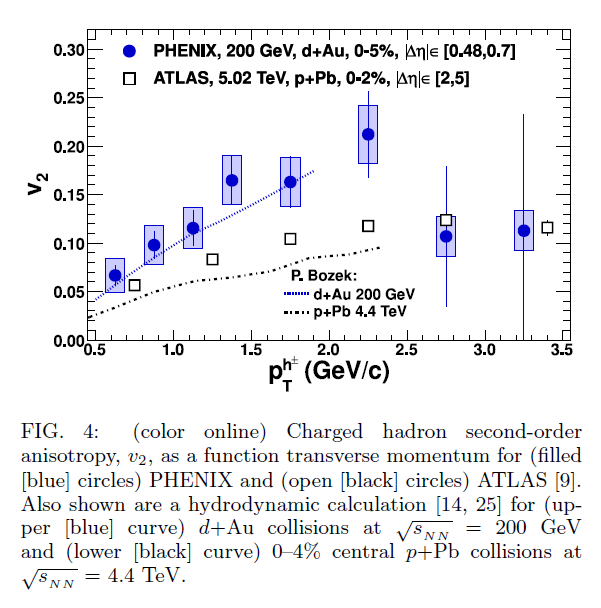 0.30
0.25
0.20
0.15
0.10
0.05
0.00
v2
PHENIX, 200 GeV, d+Au, 0-5%, |Δη|∈ [0.48,0.7]
ATLAS, 5.02 TeV, p+Pb, 0-2%, |Δη|∈ [2,5]
P. Bozek:
d+Au 200 GeV
p+Pb 4.4 TeV
0.5 1.0 1.5 2.0 2.5 3.0 3.5
p_T^{h±} (GeV/c)
FIG. 4: (color online) Charged hadron second-order
anisotropy, v2, as a function transverse momentum for (filled
[blue] circles) PHENIX and (open [black] circles) ATLAS [9].
Also shown are a hydrodynamic calculation [14, 25] for (up-
per [blue] curve) d+Au collisions at √sNN = 200 GeV
and (lower [black] curve) 0–4% central p+Pb collisions at
√sNN = 4.4 TeV.